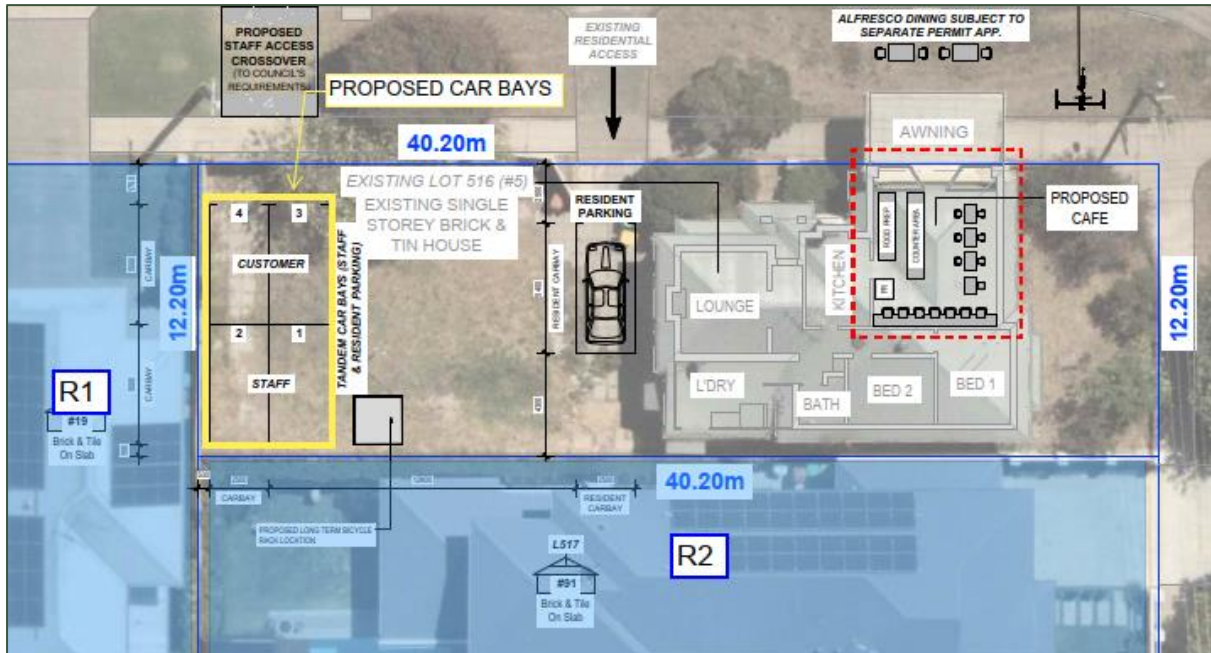 PROPOSED
STAFF ACCESS
CROSSOVER
(TO COUNCIL'S
REQUIREMENTS)
PROPOSED CAR BAYS
EXISTING
RESIDENTIAL
ACCESS
ALFRESCO DINING SUBJECT TO
SEPARATE PERMIT APP.
AWNING
40.20m
EXISTING LOT 516 (#5)
EXISTING SINGLE
STOREY BRICK &
TIN HOUSE
RESIDENT
PARKING
PROPOSED
CAFE
4
3
CUSTOMER
2
1
STAFF
TANDEM CAR BAYS (STAFF
& RESIDENT PARKING)
CARBAY
CARBAY
12.20m
RESIDENT CARBAY
LOUNGE
KITCHEN
FOOD PREP
COUNTER AREA
L'DRY
BATH
BED 2
BED 1
12.20m
R1
#19
Brick & Tile
On Slab
CARBAY
RESIDENT
CARBAY
40.20m
PROPOSED LONG TERM BICYCLE
RACK LOCATION
L517
#91
Brick & Tile
On Slab
R2